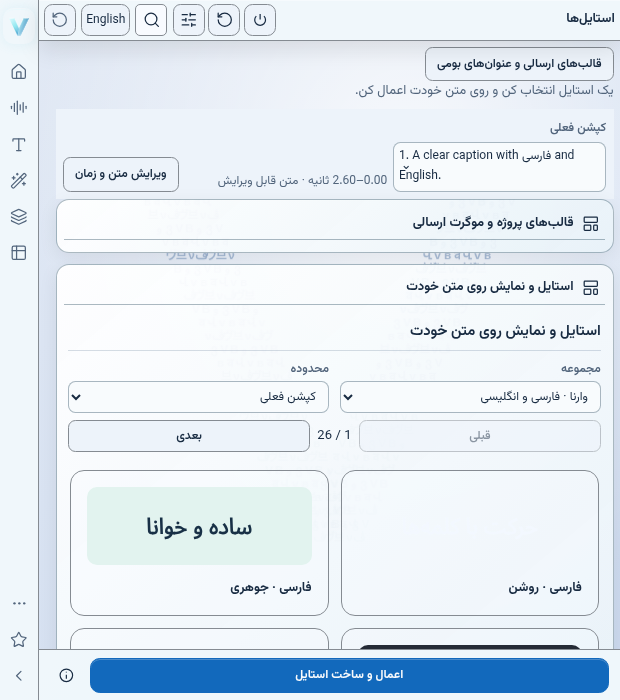 استایل‌ها
English
قالب‌های ارسالی و عنوان‌های بومی
یک استایل انتخاب کن و روی متن خودت اعمال کن.
کپشن فعلی
1. A clear caption with فارسی and
English.
0.00–2.60 ثانیه · متن قابل ویرایش
ویرایش متن و زمان
قالب‌های پروژه و موگرت ارسالی
استایل و نمایش روی متن خودت
استایل و نمایش روی متن خودت
مجموعه
محدوده
وارنا · فارسی و انگلیسی
کپشن فعلی
قبلی
1 / 26
بعدی
ساده و خوانا
فارسی · روشن
فارسی · جوهری
اعمال و ساخت استایل